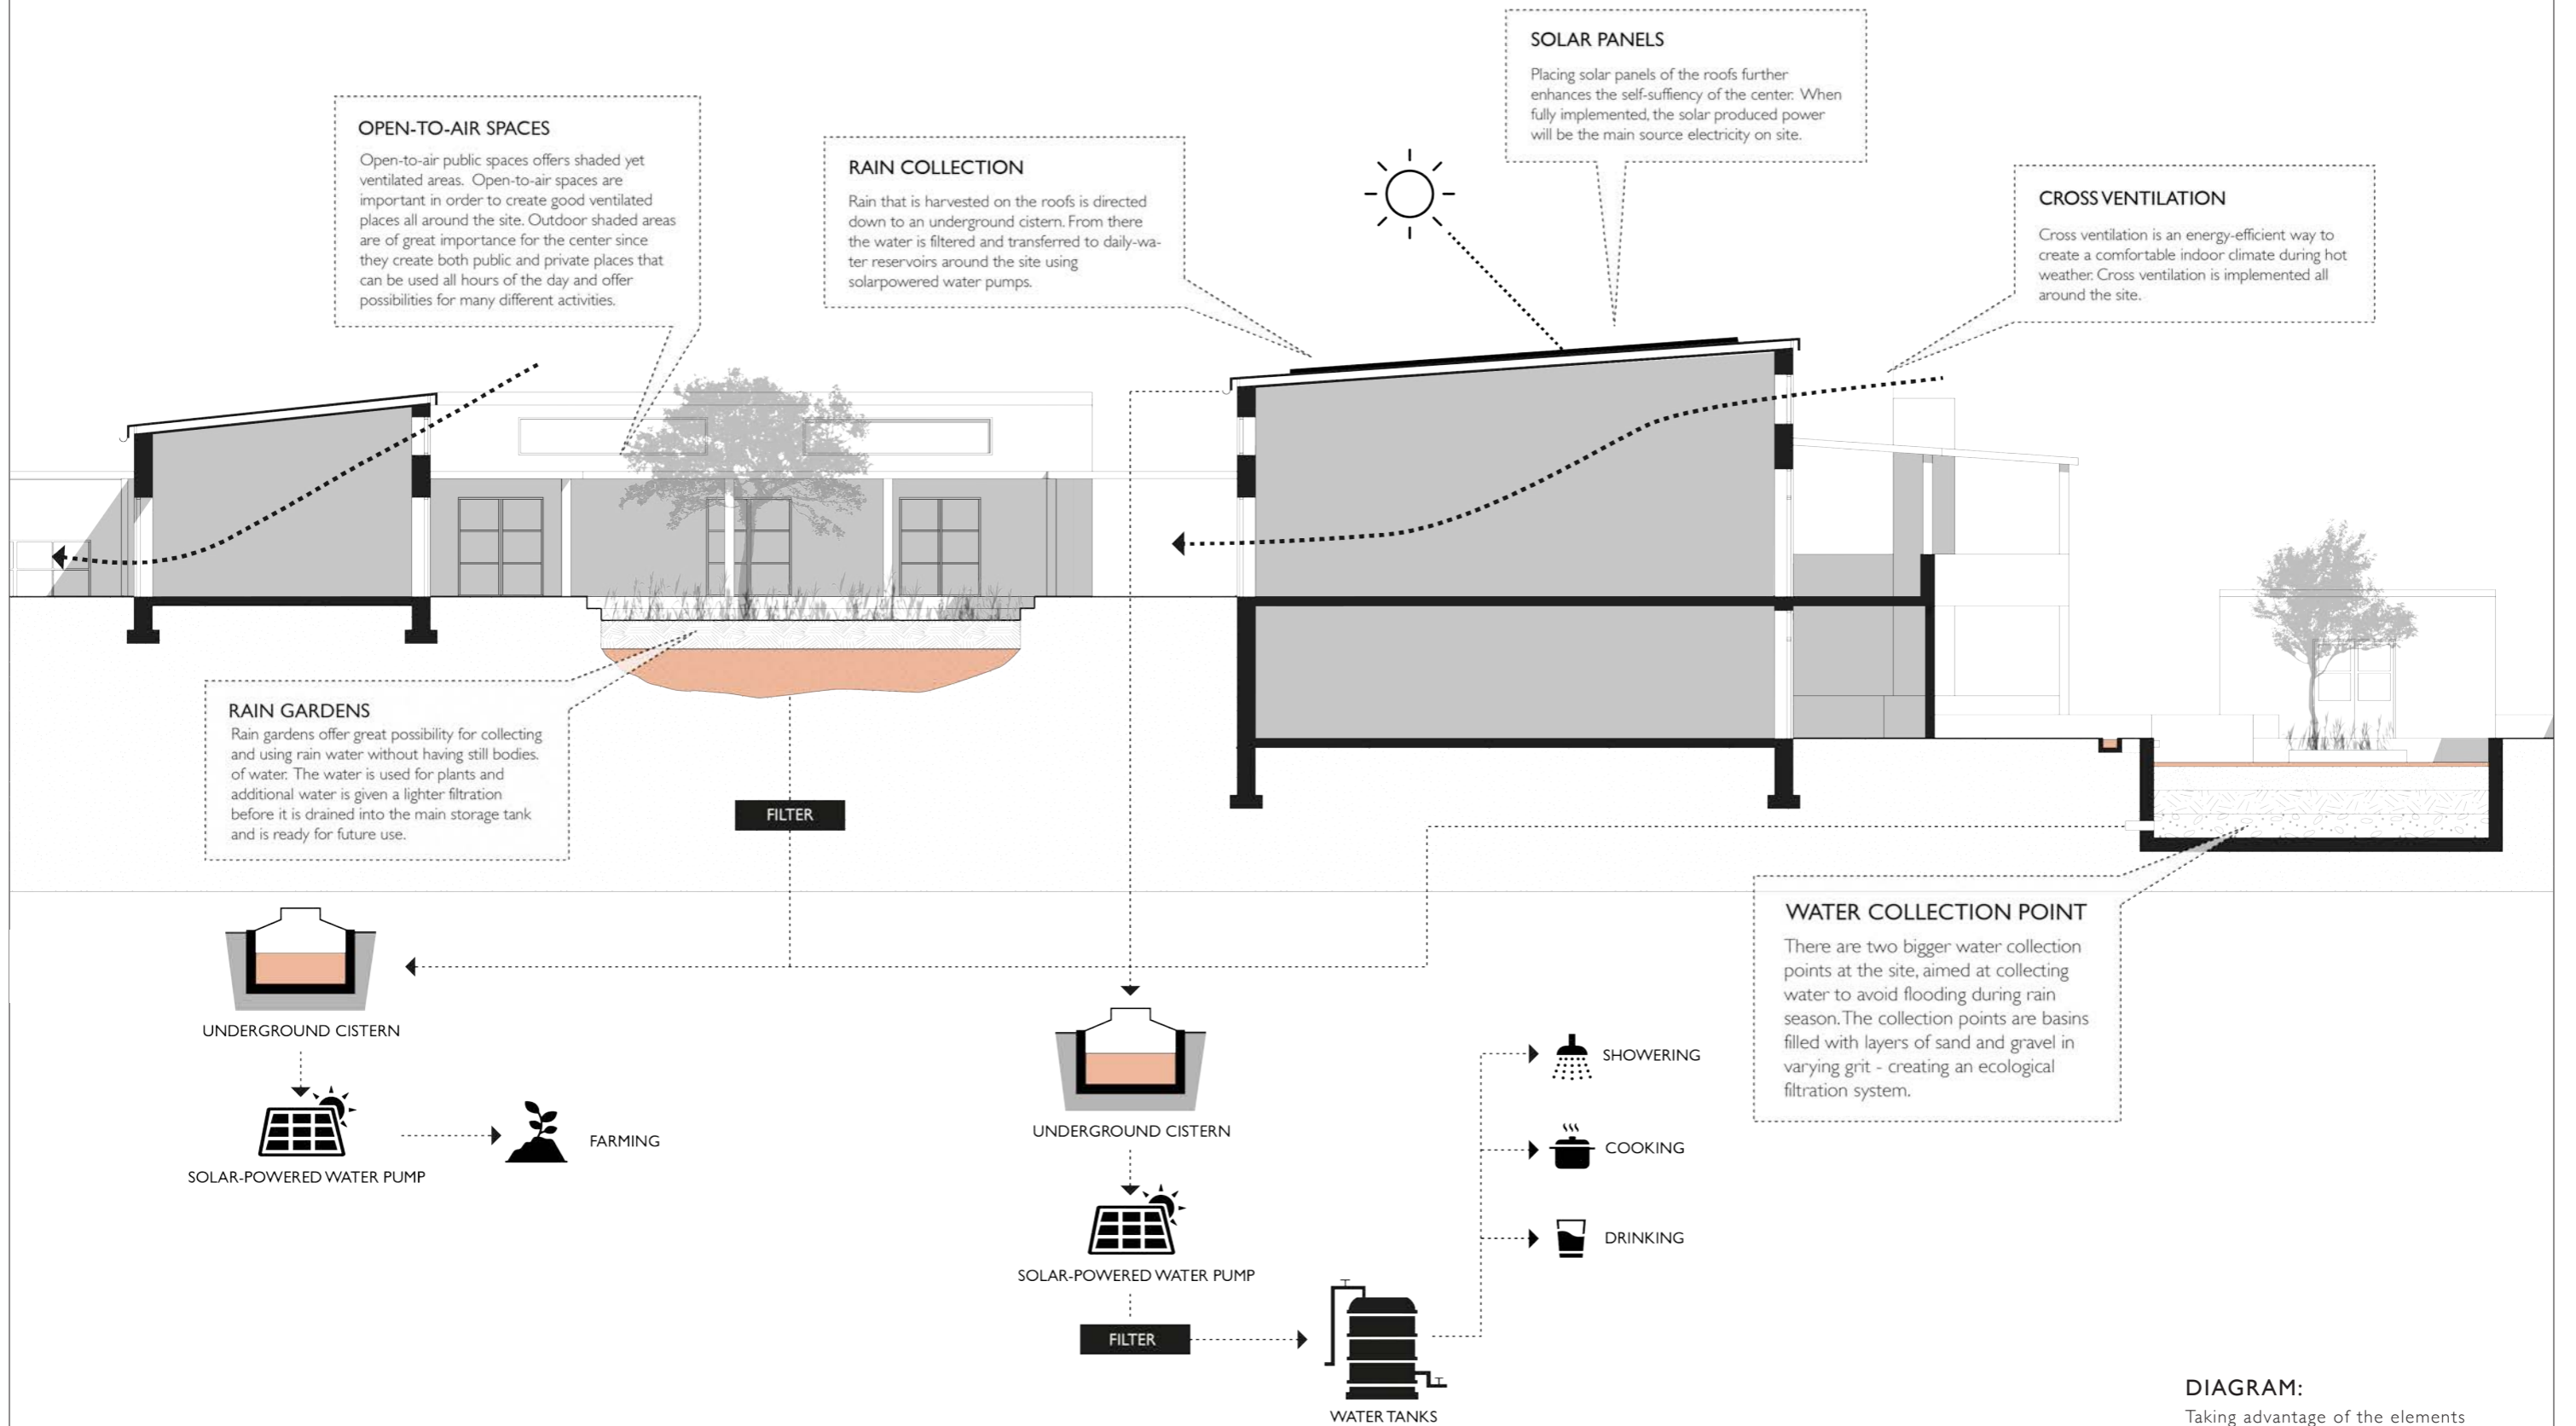 SOLAR PANELS
Placing solar panels of the roofs further
enhances the self-suffiency of the center. When
fully implemented, the solar produced power
will be the main source electricity on site.
OPEN-TO-AIR SPACES
Open-to-air public spaces offers shaded yet
ventilated areas. Open-to-air spaces are
important in order to create good ventilated
places all around the site. Outdoor shaded areas
are of great importance for the center since
they create both public and private places that
can be used all hours of the day and offer
possibilities for many different activities.
RAIN COLLECTION
Rain that is harvested on the roofs is directed
down to an underground cistern. From there
the water is filtered and transferred to daily-wa-
ter reservoirs around the site using
solarpowered water pumps.
CROSS VENTILATION
Cross ventilation is an energy-efficient way to
create a comfortable indoor climate during hot
weather. Cross ventilation is implemented all
around the site.
RAIN GARDENS
Rain gardens offer great possibility for collecting
and using rain water without having still bodies.
of water. The water is used for plants and
additional water is given a lighter filtration
before it is drained into the main storage tank
and is ready for future use.
FILTER
WATER COLLECTION POINT
There are two bigger water collection
points at the site, aimed at collecting
water to avoid flooding during rain
season. The collection points are basins
filled with layers of sand and gravel in
varying grit - creating an ecological
filtration system.
UNDERGROUND CISTERN
SOLAR-POWERED WATER PUMP
FARMING
UNDERGROUND CISTERN
SOLAR-POWERED WATER PUMP
FILTER
WATER TANKS
SHOWERING
COOKING
DRINKING
DIAGRAM:
Taking advantage of the elements